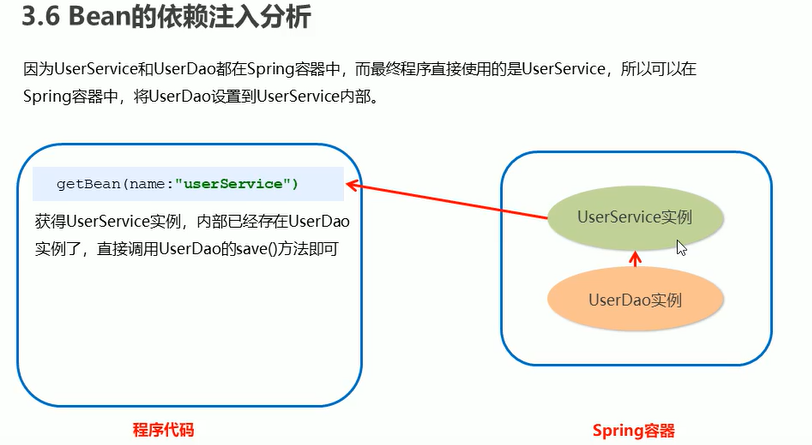 3.6 Bean的依赖注入分析
因为UserService和UserDao都在Spring容器中，而最终程序直接使用的是UserService，所以可以在
Spring容器中，将UserDao设置到UserService内部。
getBean(name:"userService")
获得UserService实例，内部已经存在UserDao
实例了，直接调用UserDao的save()方法即可
UserService实例
UserDao实例
程序代码
Spring容器